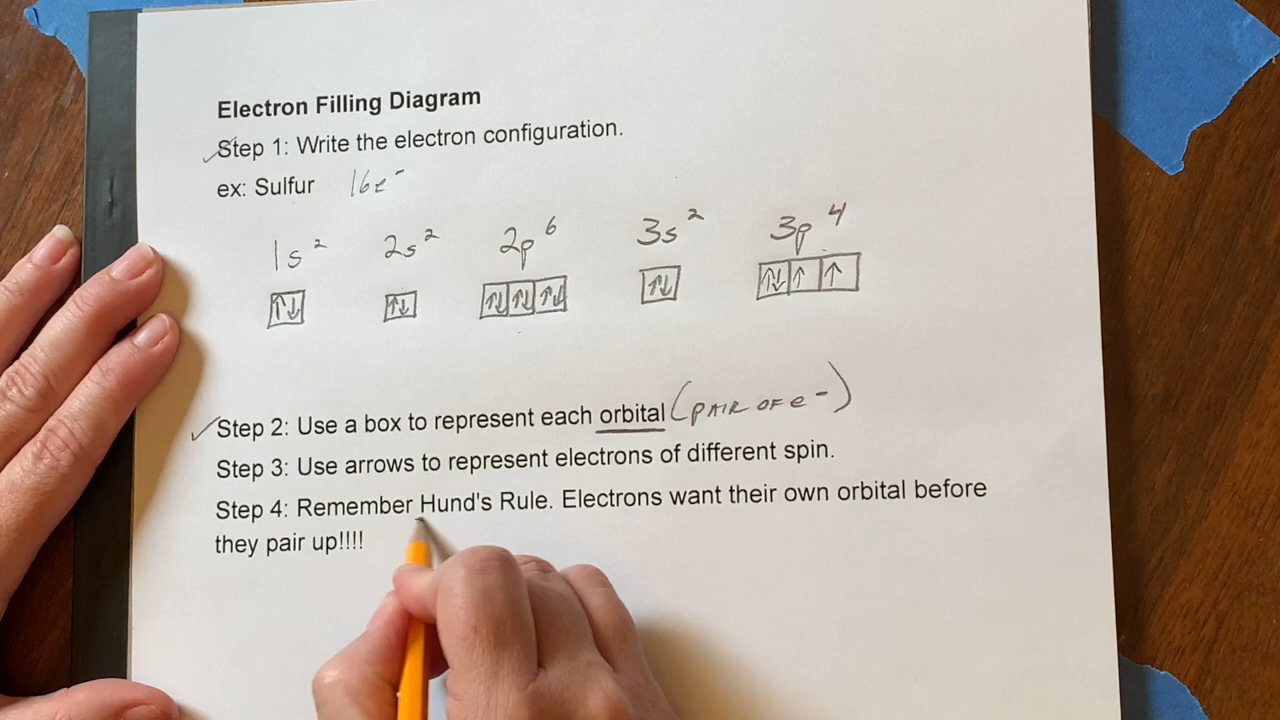 Electron Filling Diagram
Step 1: Write the electron configuration.
ex: Sulfur 16e⁻
1s² 2s² 2p⁶ 3s² 3p⁴
↑↓ ↑↓ ↑↓ ↑↓ ↑↓ ↑↓ ↑↓ ↑ ↑
Step 2: Use a box to represent each orbital (PAIR OF e-)
Step 3: Use arrows to represent electrons of different spin.
Step 4: Remember Hund's Rule. Electrons want their own orbital before
they pair up!!!!